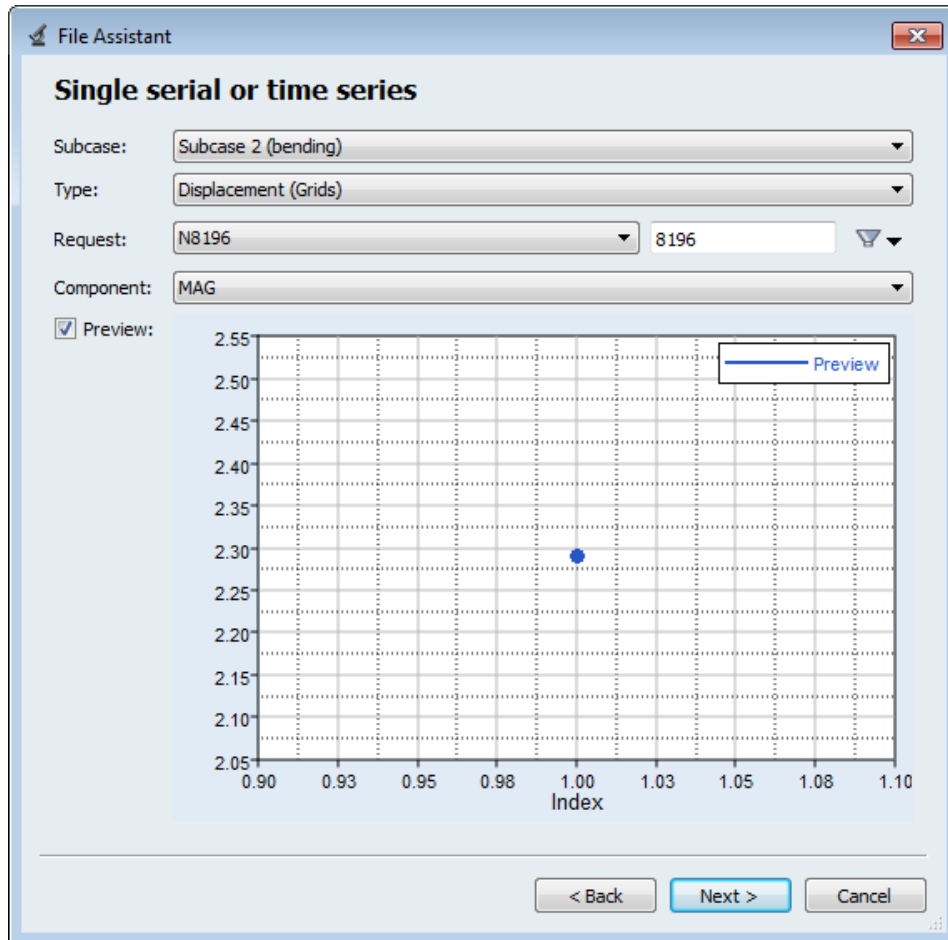 File Assistant
Single serial or time series
Subcase: Subcase 2 (bending)
Type: Displacement (Grids)
Request: N8196 8196
Component: MAG
Preview:
Preview
2.55
2.50
2.45
2.40
2.35
2.30
2.25
2.20
2.15
2.10
2.05
0.90 0.93 0.95 0.98 1.00 1.03 1.05 1.08 1.10
Index
< Back Next > Cancel